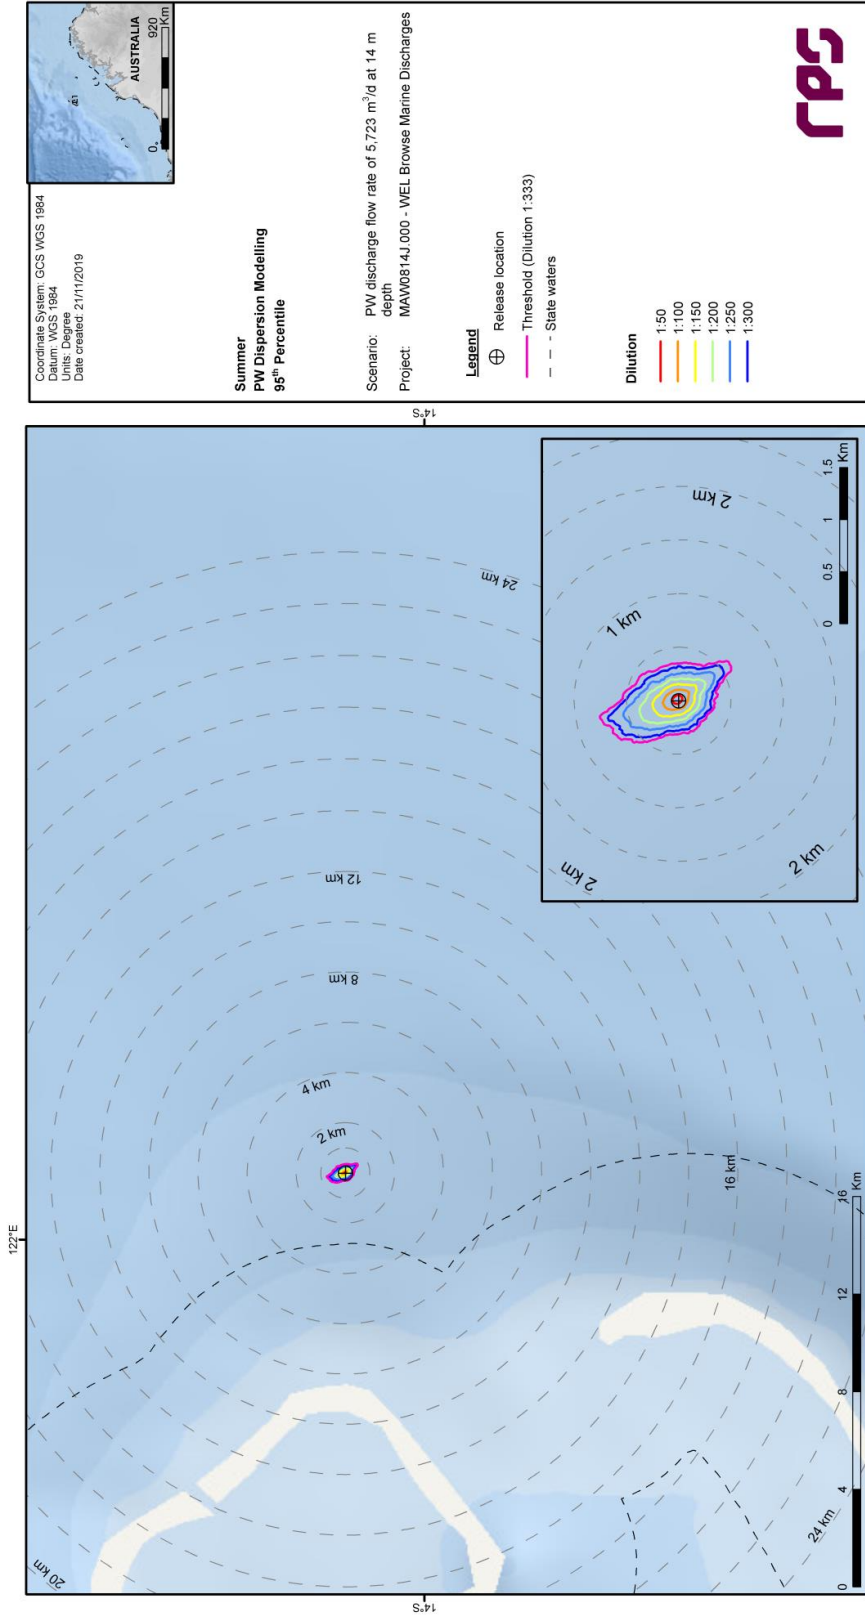 Coordinate System: GCS WGS 1984
Datum: WGS 1984
Units: Degree
Date created: 21/11/2019
AUSTRALIA
0
920
Km
Summer
PW Dispersion Modelling
95th Percentile
Scenario: PW discharge flow rate of 5,723 m³/d at 14 m
depth
Project: MAW0814J.000 - WEL Browse Marine Discharges
Legend
Release location
Threshold (Dilution 1:333)
State waters
Dilution
1:50
1:100
1:150
1:200
1:250
1:300
rps
122°E
14°S
14°S
20 km
2 km
4 km
8 km
12 km
24 km
16 km
24 km
0 4 8 12 16
Km
1 km
2 km
2 km
2 km
0 0.5 1 1.5
Km